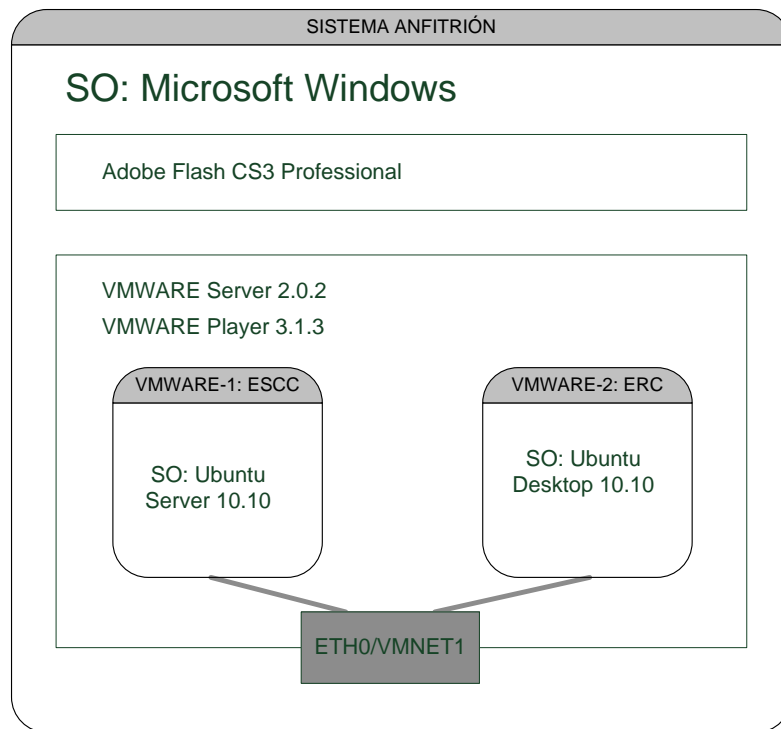 SISTEMA ANFITRIÓN
SO: Microsoft Windows
Adobe Flash CS3 Professional
VMWARE Server 2.0.2
VMWARE Player 3.1.3
VMWARE-1: ESCC
SO: Ubuntu
Server 10.10
VMWARE-2: ERC
SO: Ubuntu
Desktop 10.10
ETH0/VMNET1